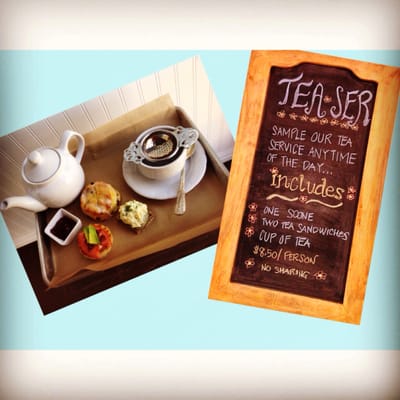 TEA·SER
SAMPLE OUR TEA
SERVICE ANYTIME
OF THE DAY...
Includes
ONE SCONE
TWO TEA SANDWICHES
CUP OF TEA
$8.50/PERSON
NO SHARING